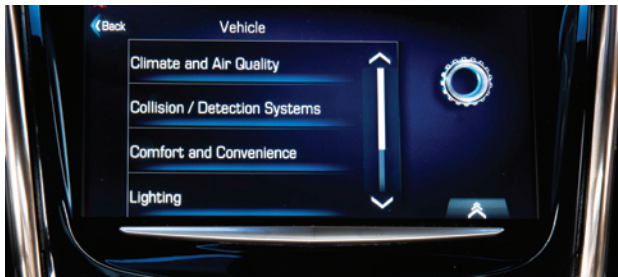 Back
Vehicle
Climate and Air Quality
Collision / Detection Systems
Comfort and Convenience
Lighting